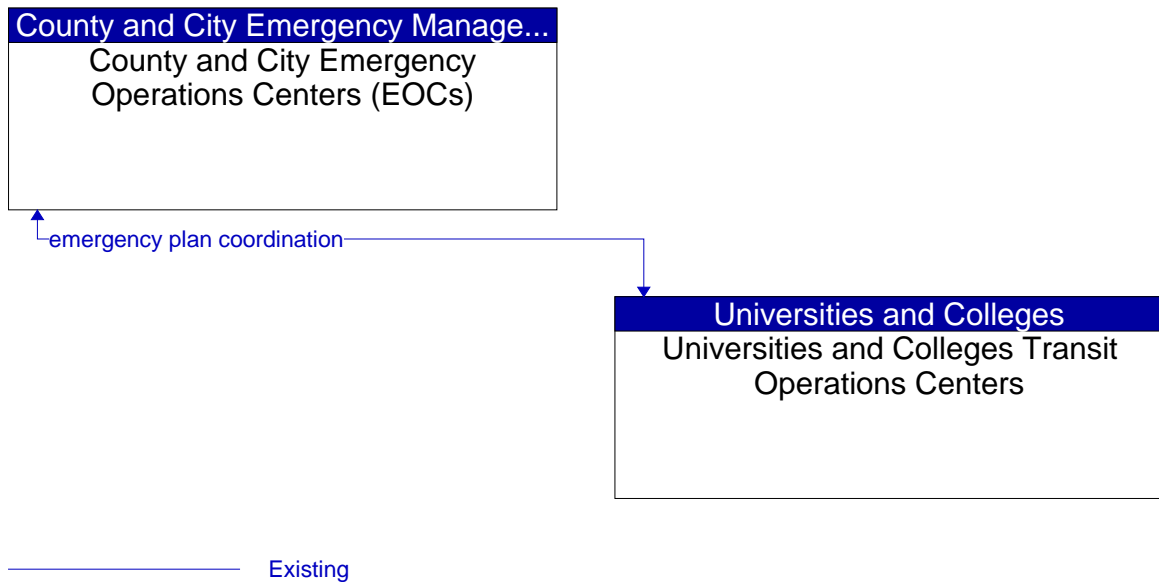 County and City Emergency Manage...
County and City Emergency
Operations Centers (EOCs)
emergency plan coordination
Universities and Colleges
Universities and Colleges Transit
Operations Centers
Existing